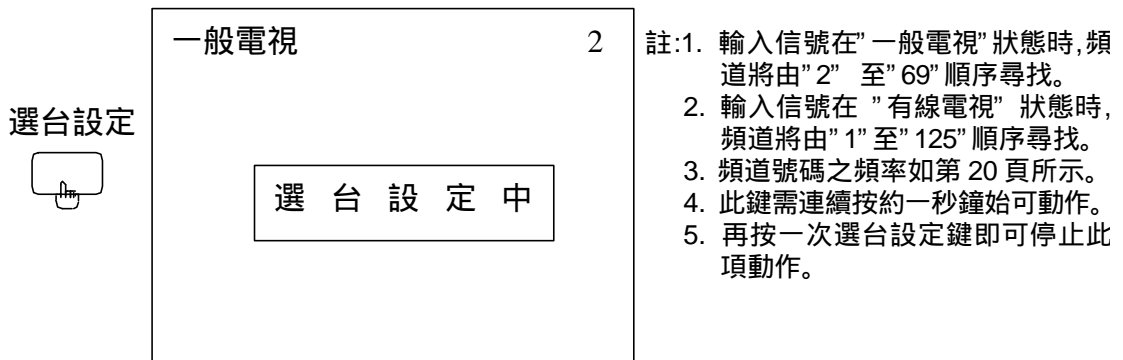 選台設定
一般電視 2
選台設定中
註:1. 輸入信號在”一般電視”狀態時,頻
道將由”2” 至”69”順序尋找。
2. 輸入信號在 ”有線電視” 狀態時,
頻道將由”1”至”125”順序尋找。
3. 頻道號碼之頻率如第 20 頁所示。
4. 此鍵需連續按約一秒鐘始可動作。
5. 再按一次選台設定鍵即可停止此
項動作。